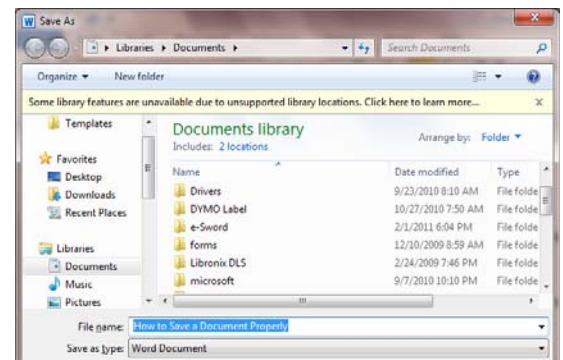 Save As
Libraries Documents Search Documents
Organize New folder
Some library features are unavailable due to unsupported library locations. Click here to learn more...
Templates
Favorites
Desktop
Downloads
Recent Places
Libraries
Documents
Music
Pictures
Documents library
Includes: 2 locations
Arrange by: Folder
Name Date modified Type
Drivers 9/23/2010 8:10 AM File folde
DYMO Label 10/27/2010 7:50 AM File folde
e-Sword 2/1/2011 6:04 PM File folde
forms 12/10/2009 8:59 AM File folde
Libronix DLS 2/24/2009 7:46 PM File folde
microsoft 9/7/2010 10:10 PM File folde
File name: How to Save a Document Properly
Save as type: Word Document